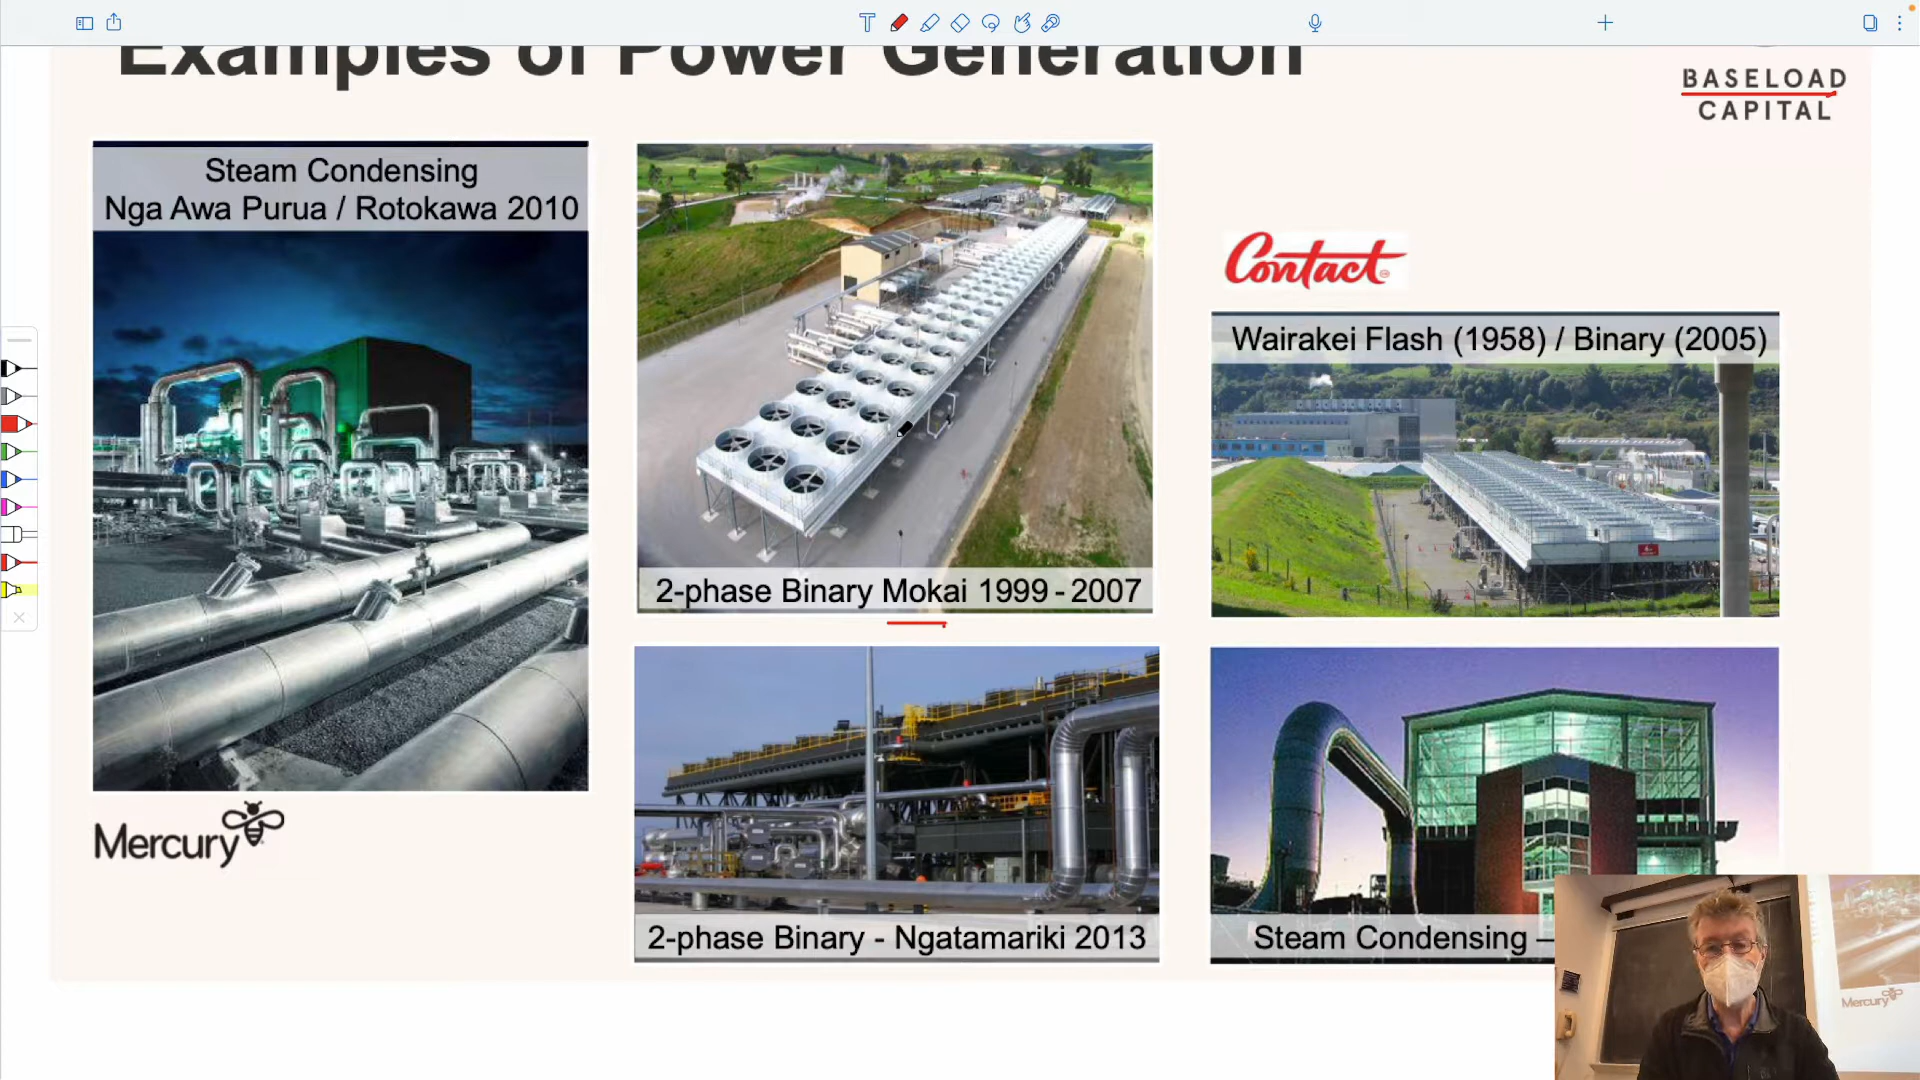 Examples of Power Generation
BASELOAD
CAPITAL
Steam Condensing
Nga Awa Purua / Rotokawa 2010
Mercury
2-phase Binary Mokai 1999 - 2007
2-phase Binary - Ngatamariki 2013
Contact
Wairakei Flash (1958) / Binary (2005)
Steam Condensing –
Mercury